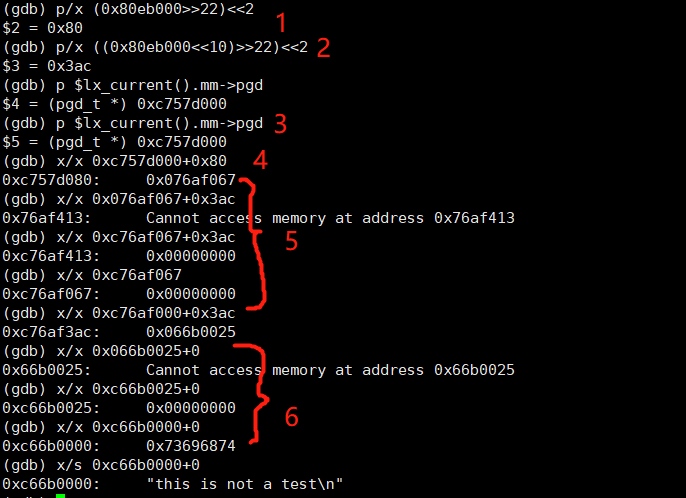 (gdb) p/x (0x80eb000>>22)<<2
1
$2 = 0x80
(gdb) p/x ((0x80eb000<<10)>>22)<<2 2
$3 = 0x3ac
(gdb) p $lx_current().mm->pgd
$4 = (pgd_t *) 0xc757d000
(gdb) p $lx_current().mm->pgd 3
$5 = (pgd_t *) 0xc757d000
(gdb) x/x 0xc757d000+0x80 4
0xc757d080: 0x076af067
(gdb) x/x 0x076af067+0x3ac
0x76af413: Cannot access memory at address 0x76af413
(gdb) x/x 0xc76af067+0x3ac 5
0xc76af413: 0x00000000
(gdb) x/x 0xc76af067
0xc76af067: 0x00000000
(gdb) x/x 0xc76af000+0x3ac
0xc76af3ac: 0x066b0025
(gdb) x/x 0x066b0025+0
0x66b0025: Cannot access memory at address 0x66b0025
(gdb) x/x 0xc66b0025+0
0xc66b0025: 0x00000000 6
(gdb) x/x 0xc66b0000+0
0xc66b0000: 0x73696874
(gdb) x/s 0xc66b0000+0
0xc66b0000: "this is not a test\n"